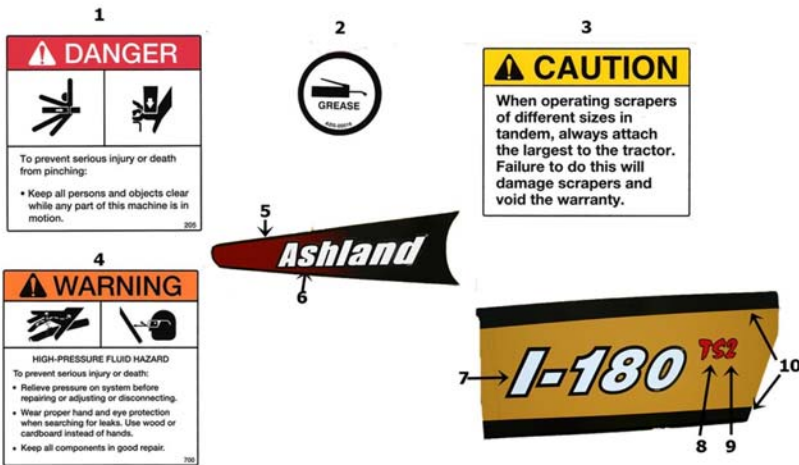 1
DANGER
To prevent serious injury or death
from pinching:
• Keep all persons and objects clear
while any part of this machine is in
motion.
205
2
GREASE
3
CAUTION
When operating scrapers
of different sizes in
tandem, always attach
the largest to the tractor.
Failure to do this will
damage scrapers and
void the warranty.
4
WARNING
HIGH-PRESSURE FLUID HAZARD
To prevent serious injury or death:
• Relieve pressure on system before
repairing or adjusting or disconnecting.
• Wear proper hand and eye protection
when searching for leaks. Use wood or
cardboard instead of hands.
• Keep all components in good repair.
700
5
Ashland
6
7
I-180 TS2
8
9
10